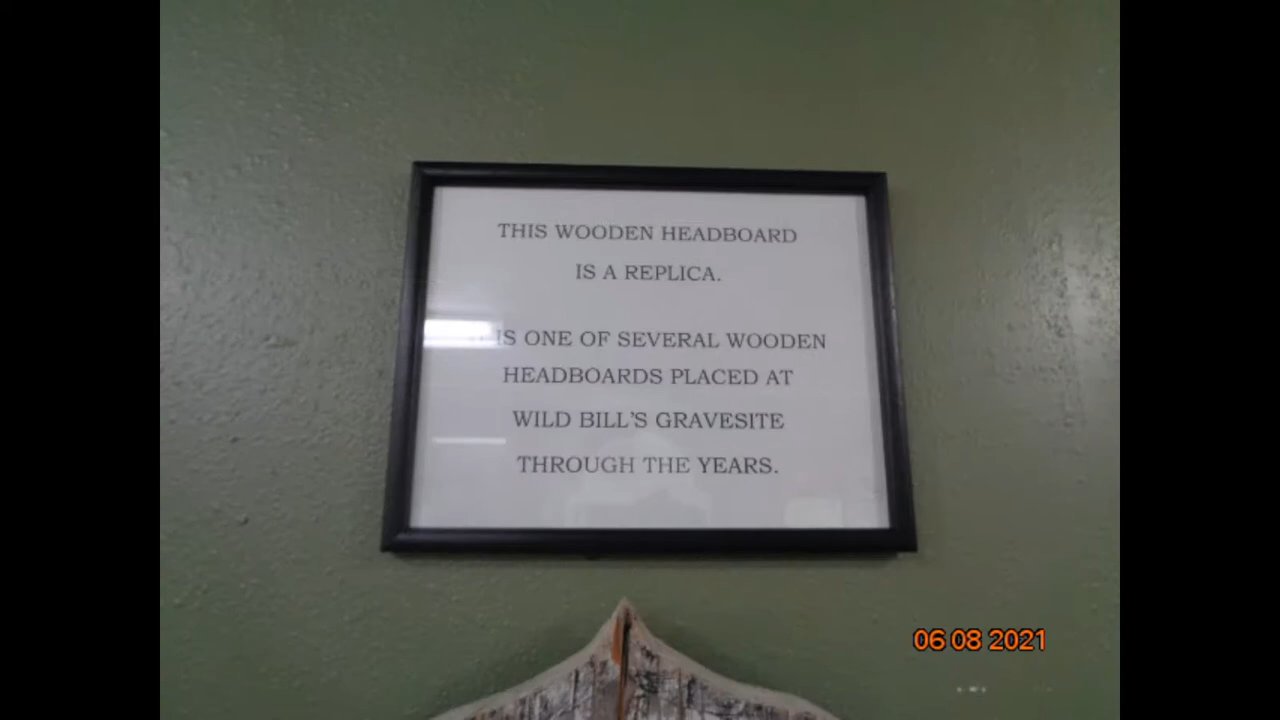 THIS WOODEN HEADBOARD
IS A REPLICA.
IS ONE OF SEVERAL WOODEN
HEADBOARDS PLACED AT
WILD BILL'S GRAVESITE
THROUGH THE YEARS.
06 08 2021